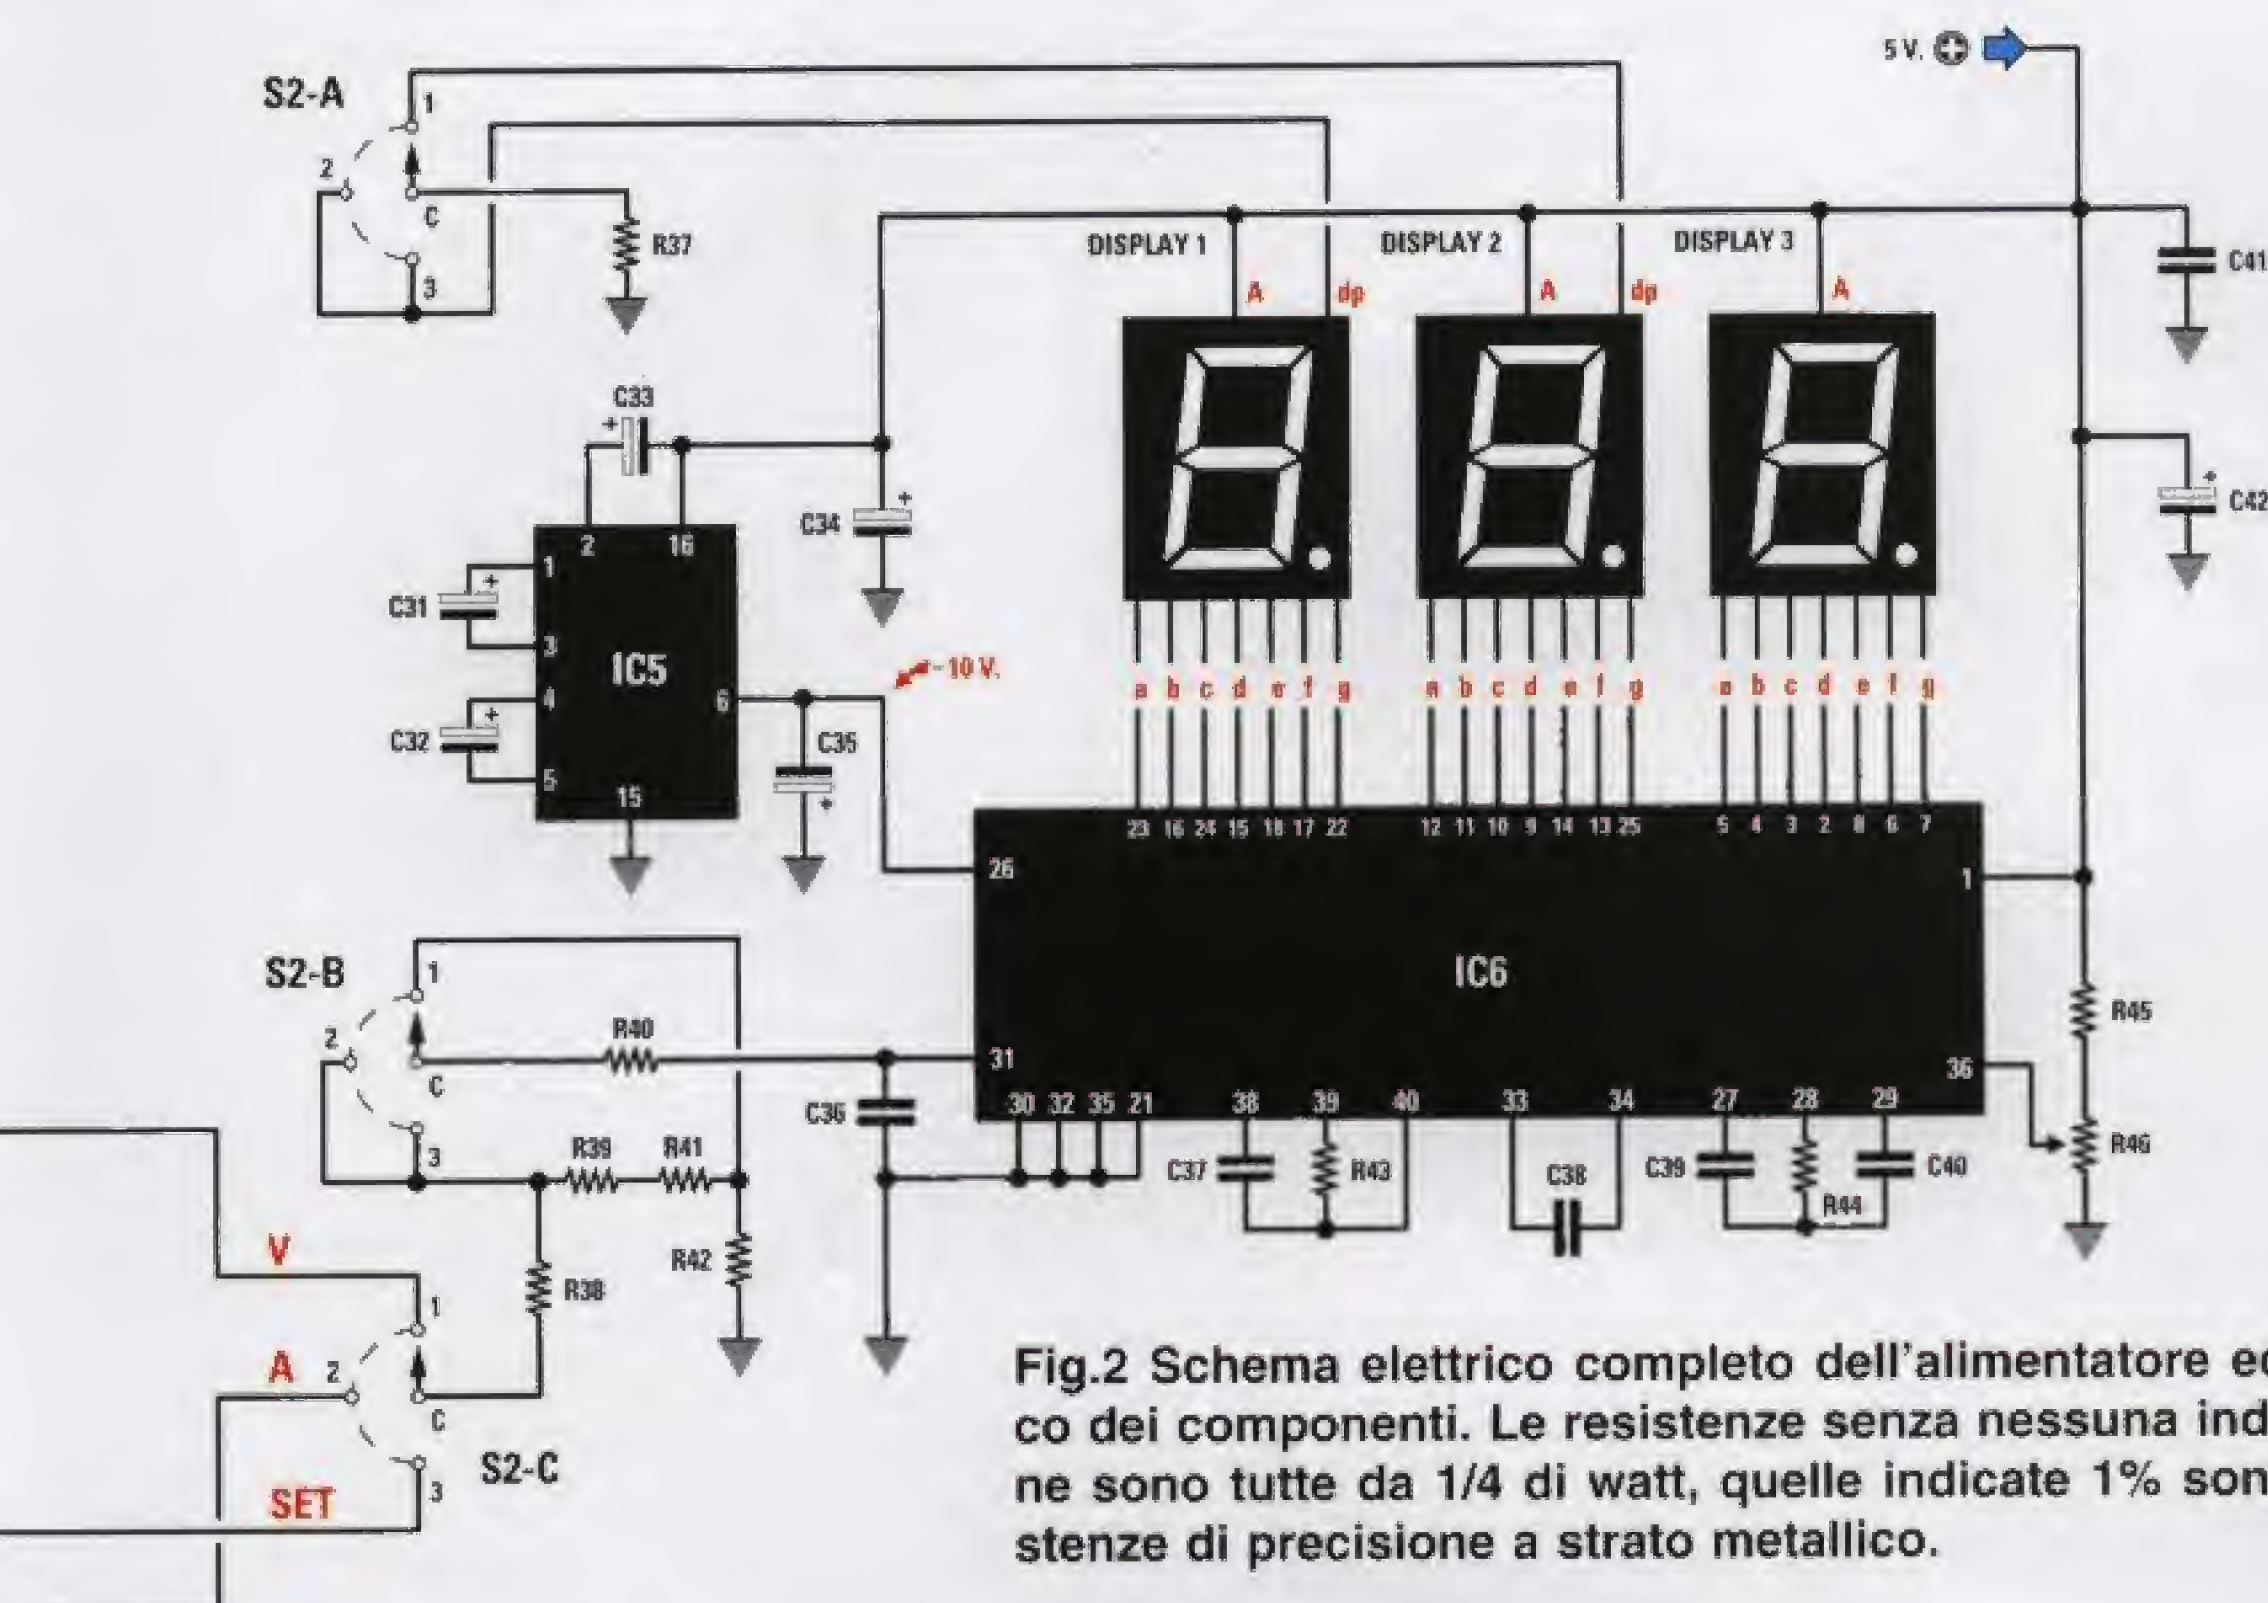 5 V.
S2-A
1
2
C
3
R37
DISPLAY 1
DISPLAY 2
DISPLAY 3
A
dp
A
dp
A
C41
C33
+
C34
+
C42
+
2
16
1
3
4
5
6
15
IC5
C31
+
C32
+
C35
+
- 10 V.
a b c d e f g
a b c d e f g
a b c d e f g
23 16 24 15 18 17 22
12 11 10 9 14 13 25
5 4 3 2 8 6 7
26
1
IC6
31
36
30 32 35 21
38 39 40
33 34
27 28 29
S2-B
1
2
C
3
R40
C36
R39
R41
R42
R38
C37
R43
C38
C39
R44
C40
R45
R46
V
A
SET
1
2
C
3
S2-C
Fig.2 Schema elettrico completo dell'alimentatore
co dei componenti. Le resistenze senza nessuna ind
ne sono tutte da 1/4 di watt, quelle indicate 1% son
stenze di precisione a strato metallico.